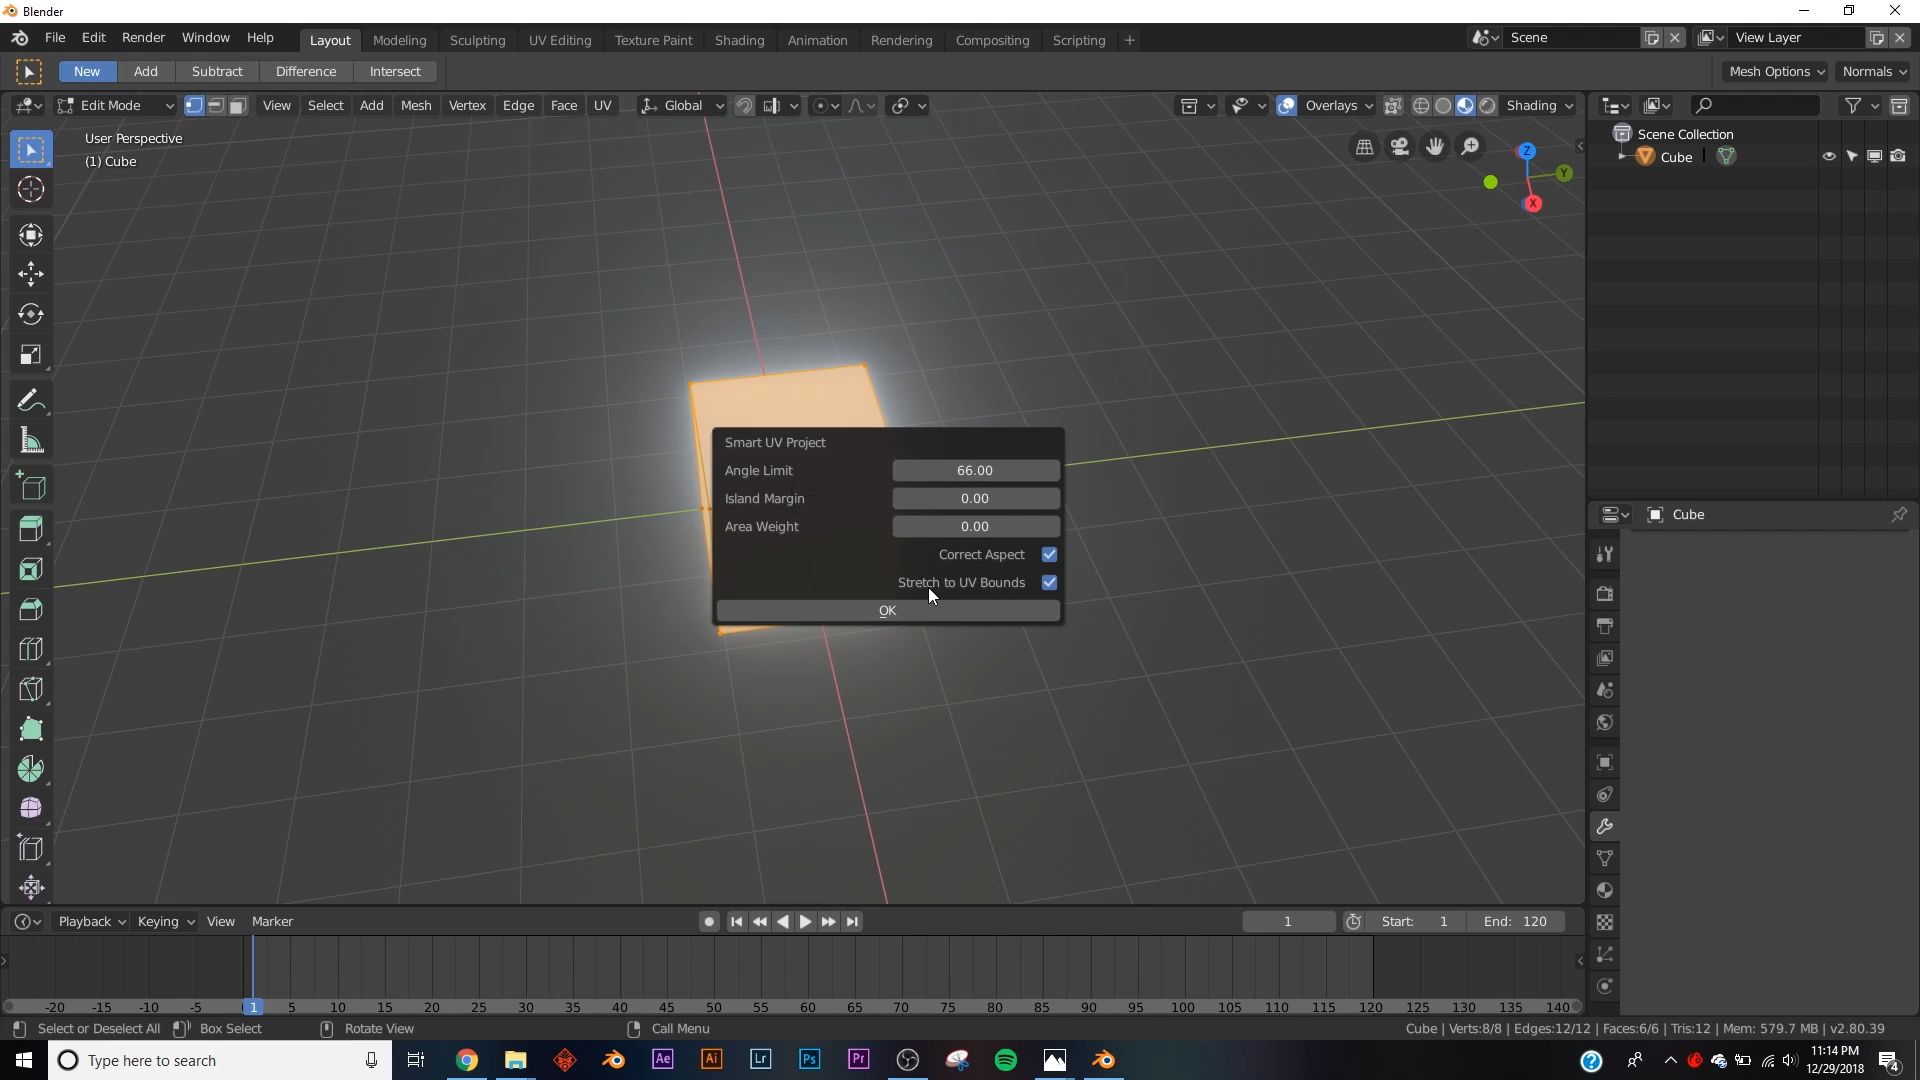 Blender
File Edit Render Window Help Layout Modeling Sculpting UV Editing Texture Paint Shading Animation Rendering Compositing Scripting + Scene View Layer
New Add Subtract Difference Intersect Mesh Options Normals
Edit Mode View Select Add Mesh Vertex Edge Face UV Global Overlays Shading
User Perspective
(1) Cube
Z
Y
X
Scene Collection
Cube
Cube
Smart UV Project
Angle Limit 66.00
Island Margin 0.00
Area Weight 0.00
Correct Aspect
Stretch to UV Bounds
OK
Playback Keying View Marker 1 Start: 1 End: 120
-20 -15 -10 -5 1 5 10 15 20 25 30 35 40 45 50 55 60 65 70 75 80 85 90 95 100 105 110 115 120 125 130 135 140
Select or Deselect All Box Select Rotate View Call Menu Cube | Verts:8/8 | Edges:12/12 | Faces:6/6 | Tris:12 | Mem: 579.7 MB | v2.80.39
Type here to search Ae Ai Lr Ps Pr 11:14 PM
12/29/2018 4